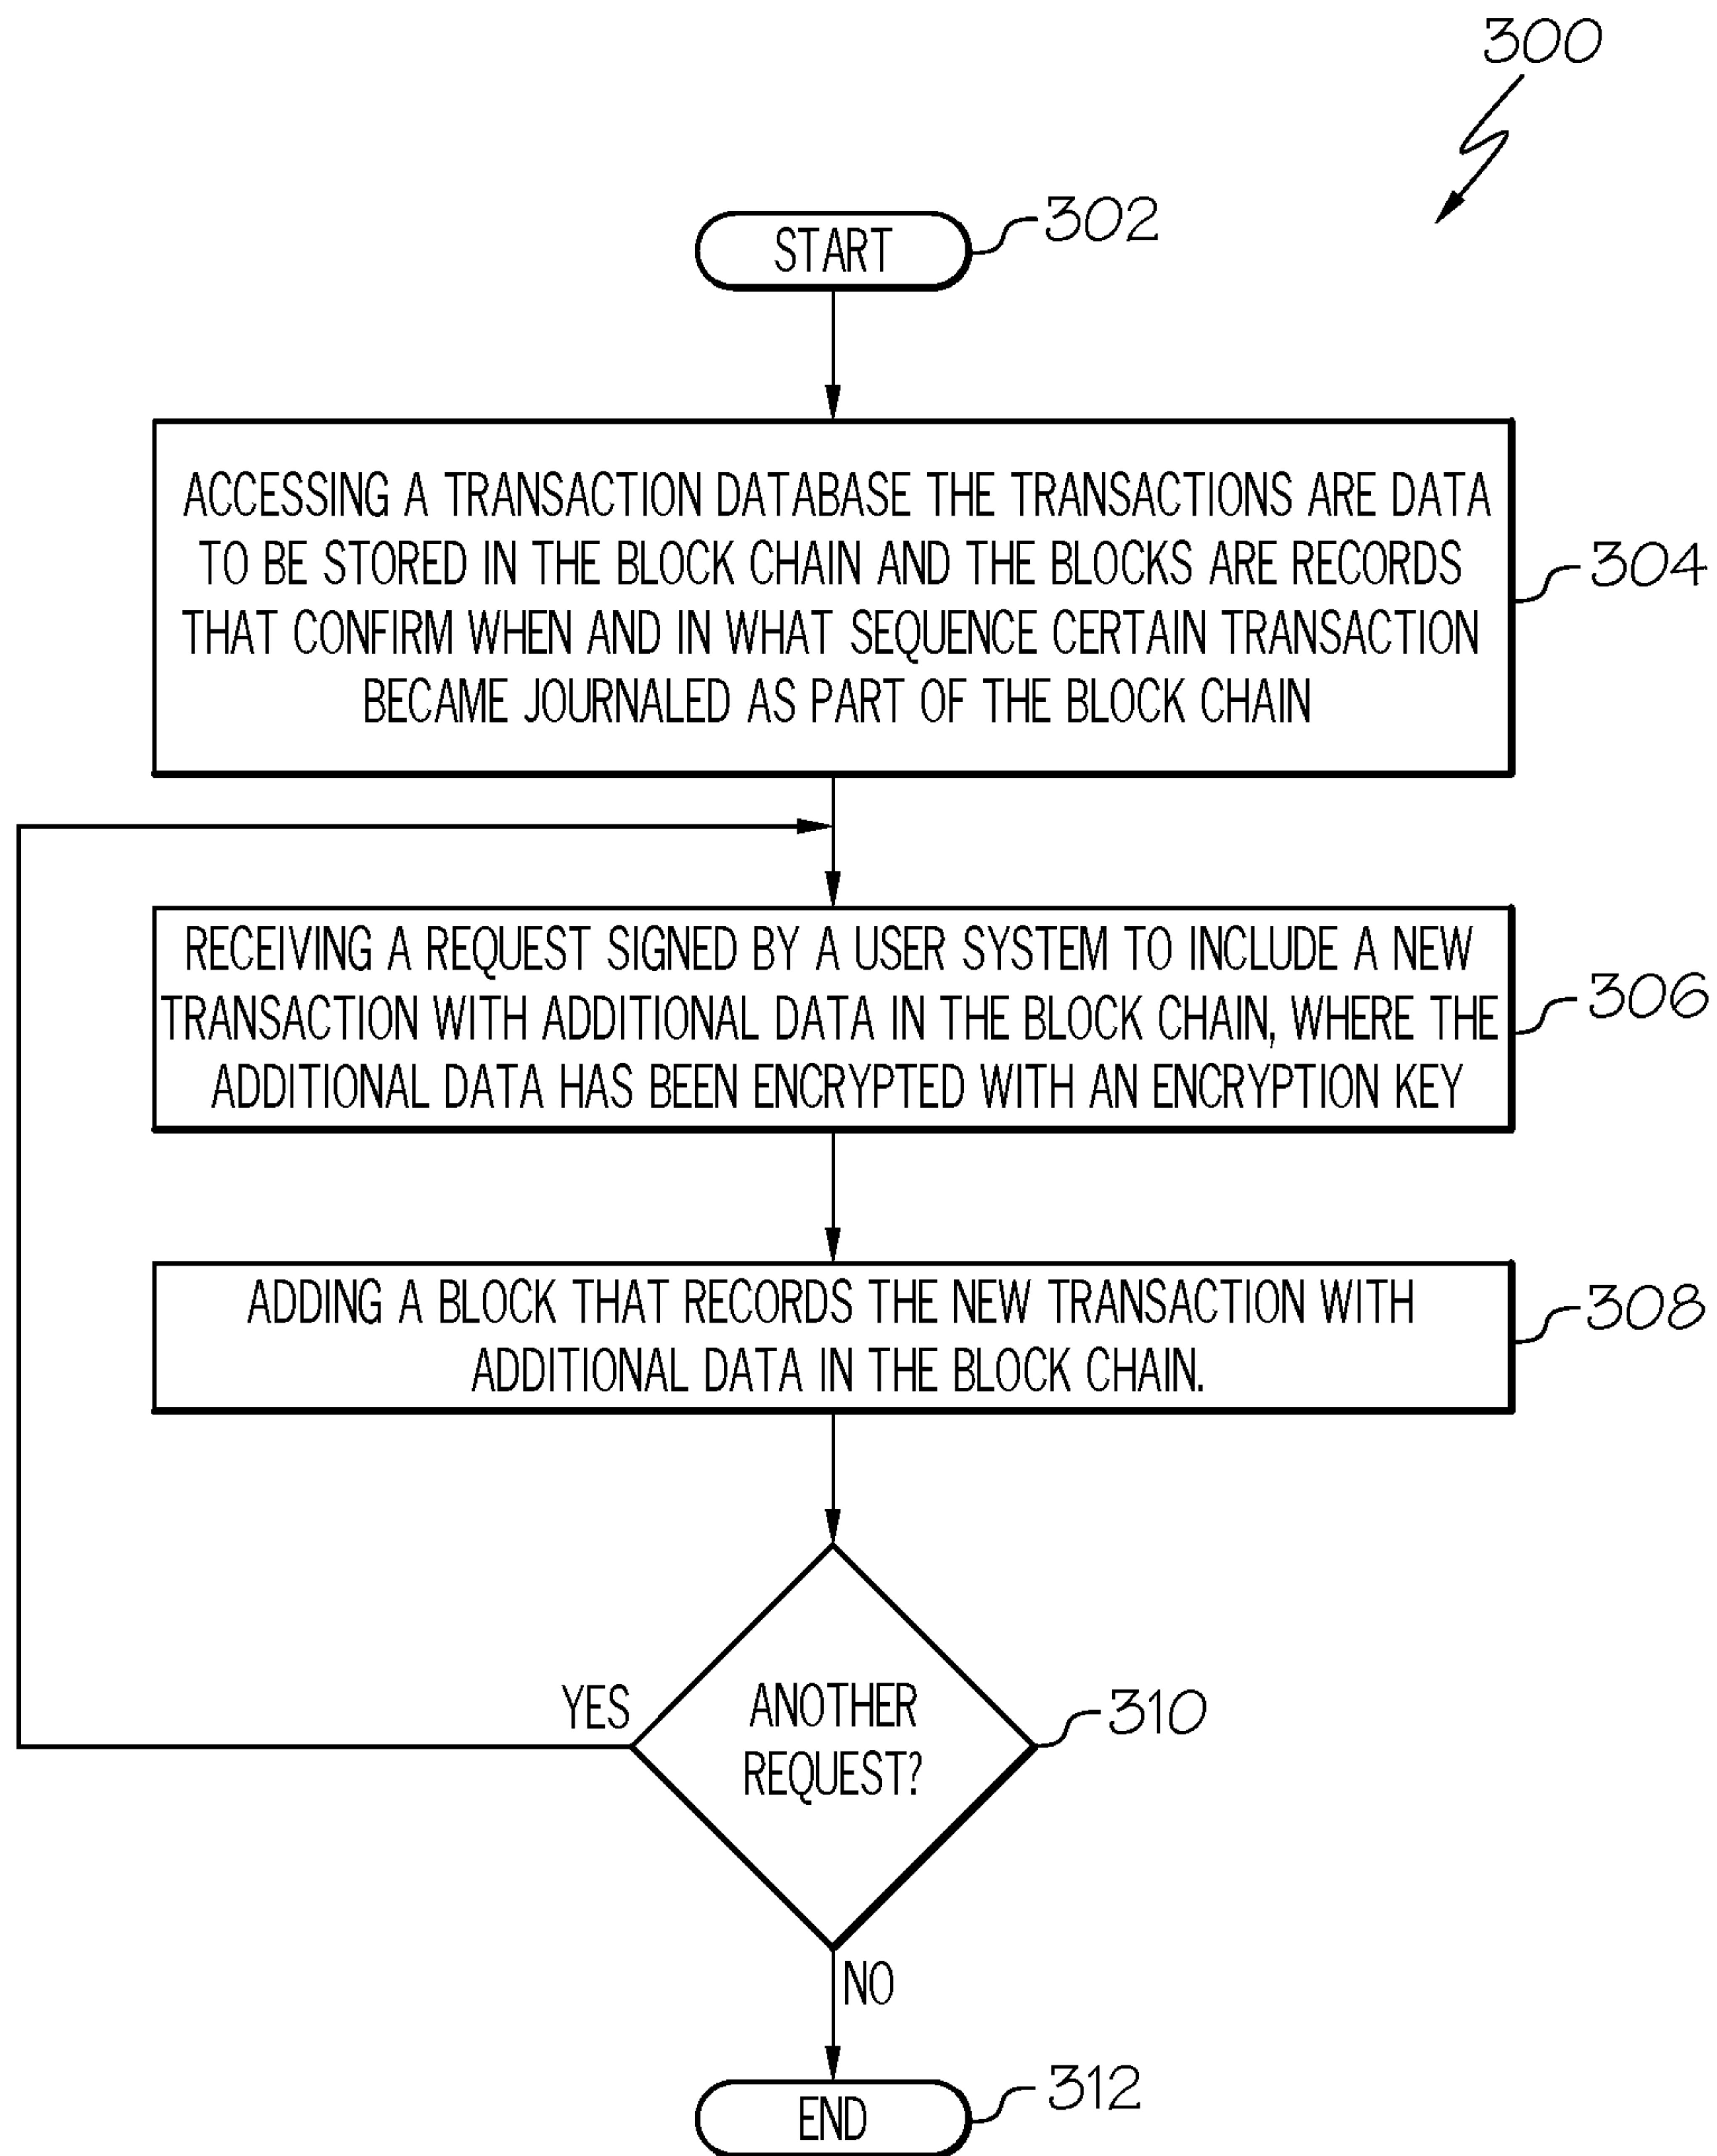 300
START
302
ACCESSING A TRANSACTION DATABASE THE TRANSACTIONS ARE DATA
TO BE STORED IN THE BLOCK CHAIN AND THE BLOCKS ARE RECORDS
THAT CONFIRM WHEN AND IN WHAT SEQUENCE CERTAIN TRANSACTION
BECAME JOURNALED AS PART OF THE BLOCK CHAIN
304
RECEIVING A REQUEST SIGNED BY A USER SYSTEM TO INCLUDE A NEW
TRANSACTION WITH ADDITIONAL DATA IN THE BLOCK CHAIN, WHERE THE
ADDITIONAL DATA HAS BEEN ENCRYPTED WITH AN ENCRYPTION KEY
306
ADDING A BLOCK THAT RECORDS THE NEW TRANSACTION WITH
ADDITIONAL DATA IN THE BLOCK CHAIN.
308
YES
ANOTHER
REQUEST?
310
NO
END
312